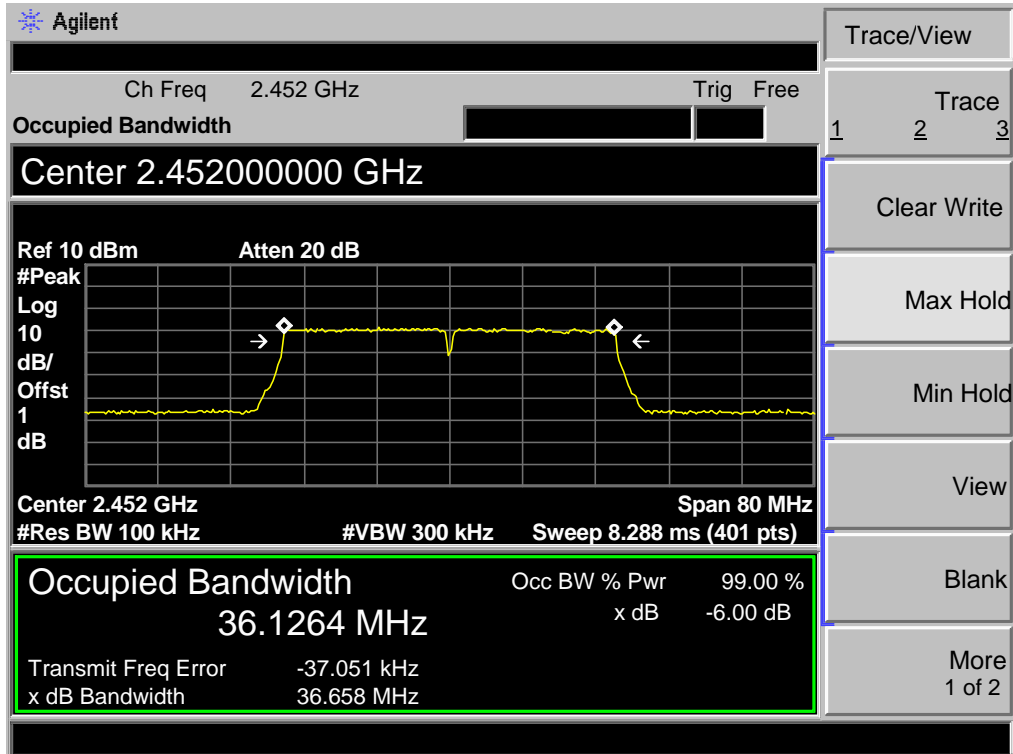 Agilent
Trace/View
Ch Freq 2.452 GHz Trig Free
Occupied Bandwidth
Trace
1 2 3
Center 2.452000000 GHz
Clear Write
Ref 10 dBm Atten 20 dB
#Peak
Log
10
dB/
Offst
1
dB
Max Hold
Min Hold
Center 2.452 GHz Span 80 MHz
#Res BW 100 kHz #VBW 300 kHz Sweep 8.288 ms (401 pts)
View
Occupied Bandwidth
36.1264 MHz
Occ BW % Pwr 99.00 %
x dB -6.00 dB
Transmit Freq Error -37.051 kHz
x dB Bandwidth 36.658 MHz
Blank
More
1 of 2